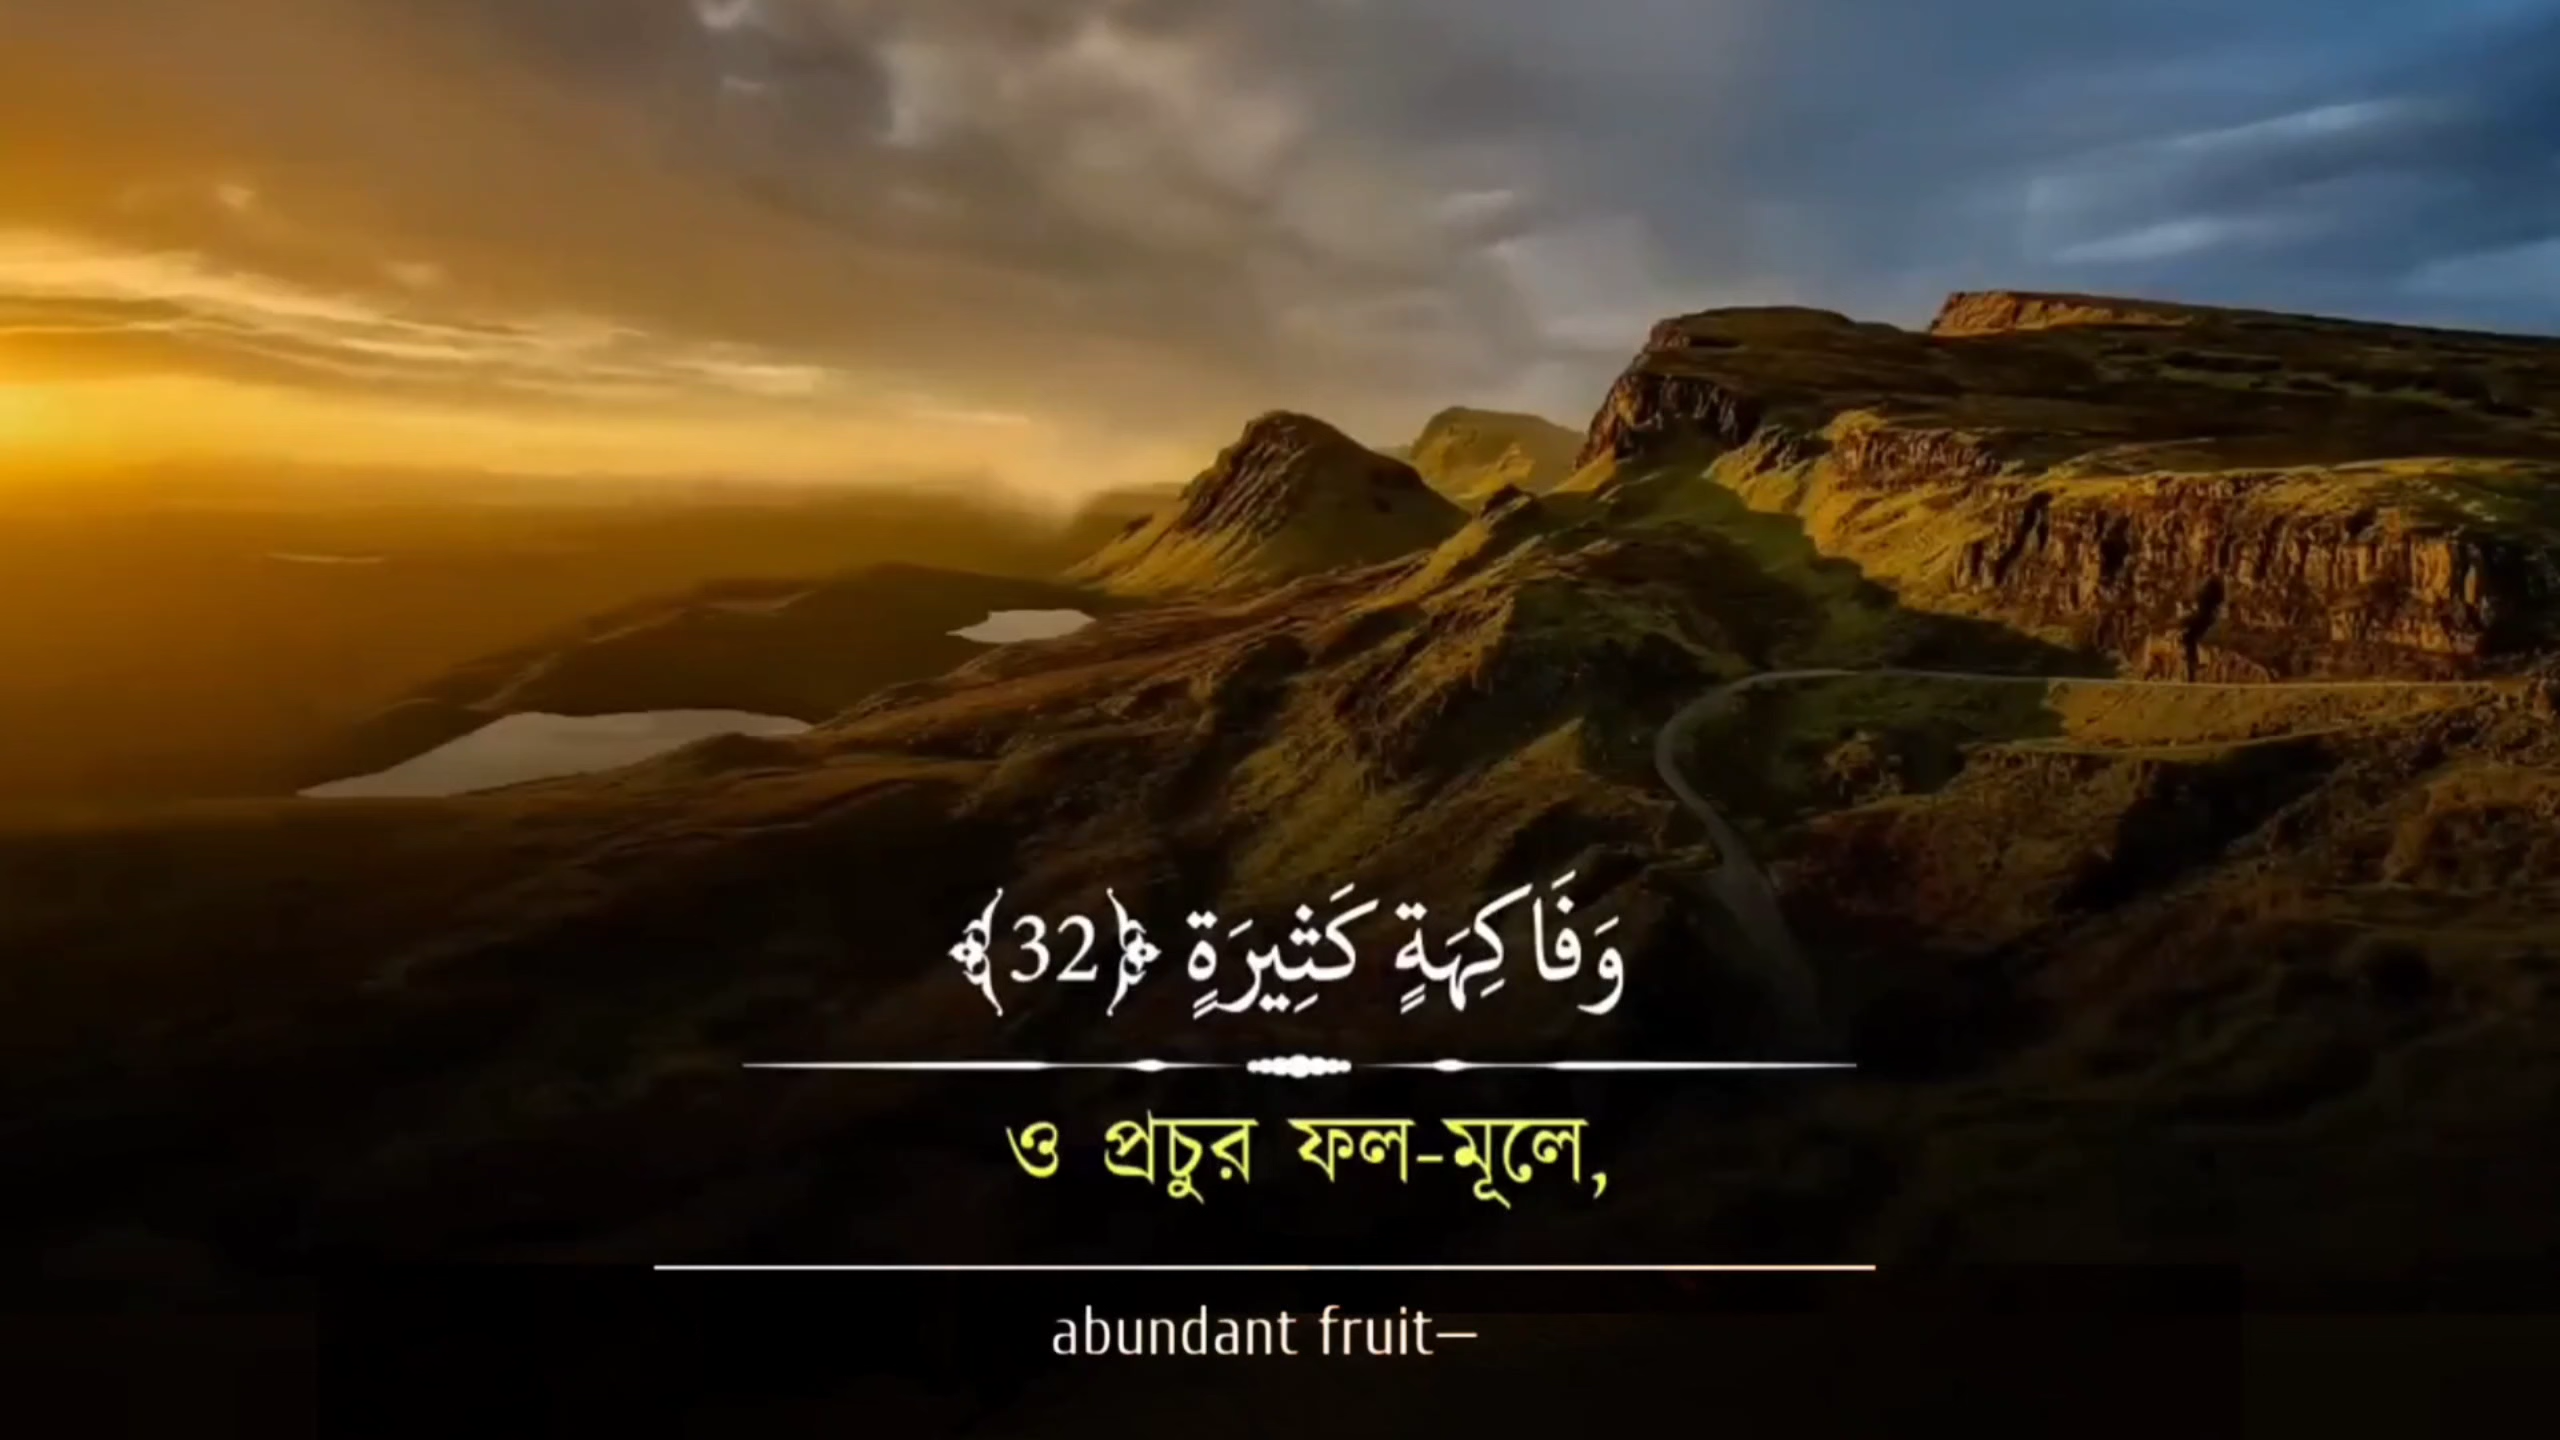 وَفَاكِهَةٍ كَثِيرَةٍ ﴿32﴾
ও প্রচুর ফল-মূলে,
abundant fruit—